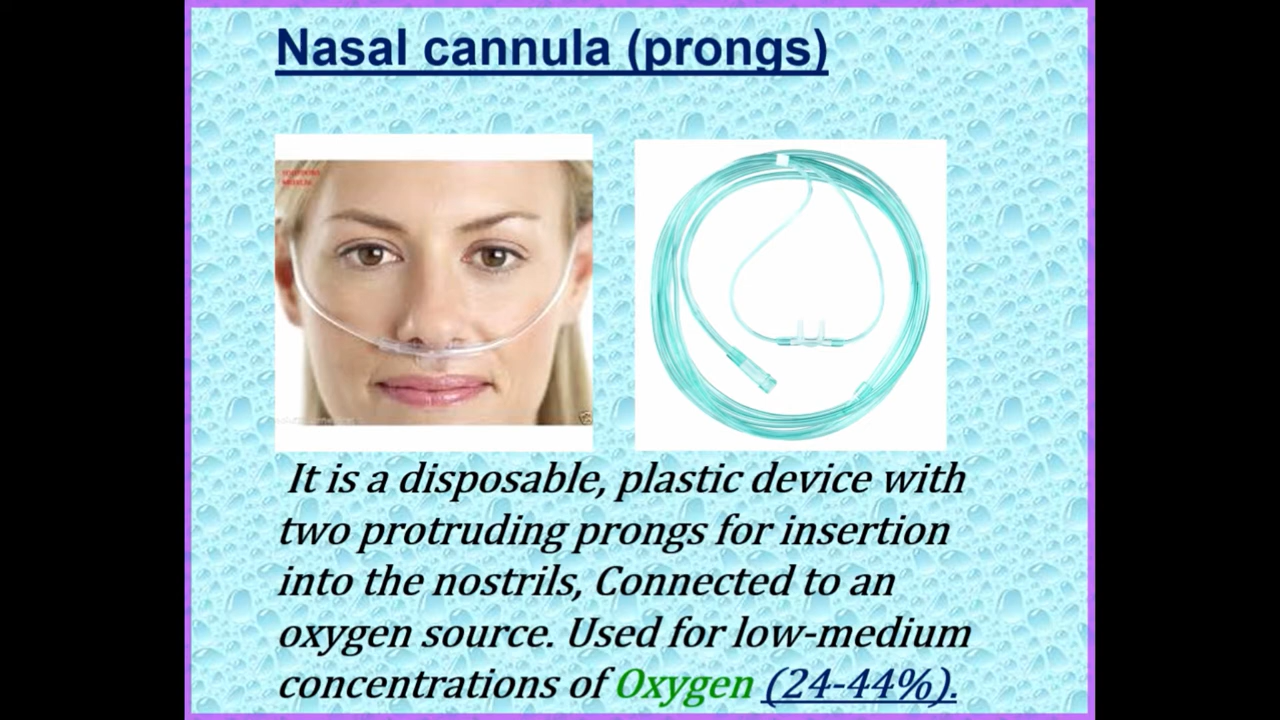 Nasal cannula (prongs)
It is a disposable, plastic device with
two protruding prongs for insertion
into the nostrils, Connected to an
oxygen source. Used for low-medium
concentrations of Oxygen (24-44%).